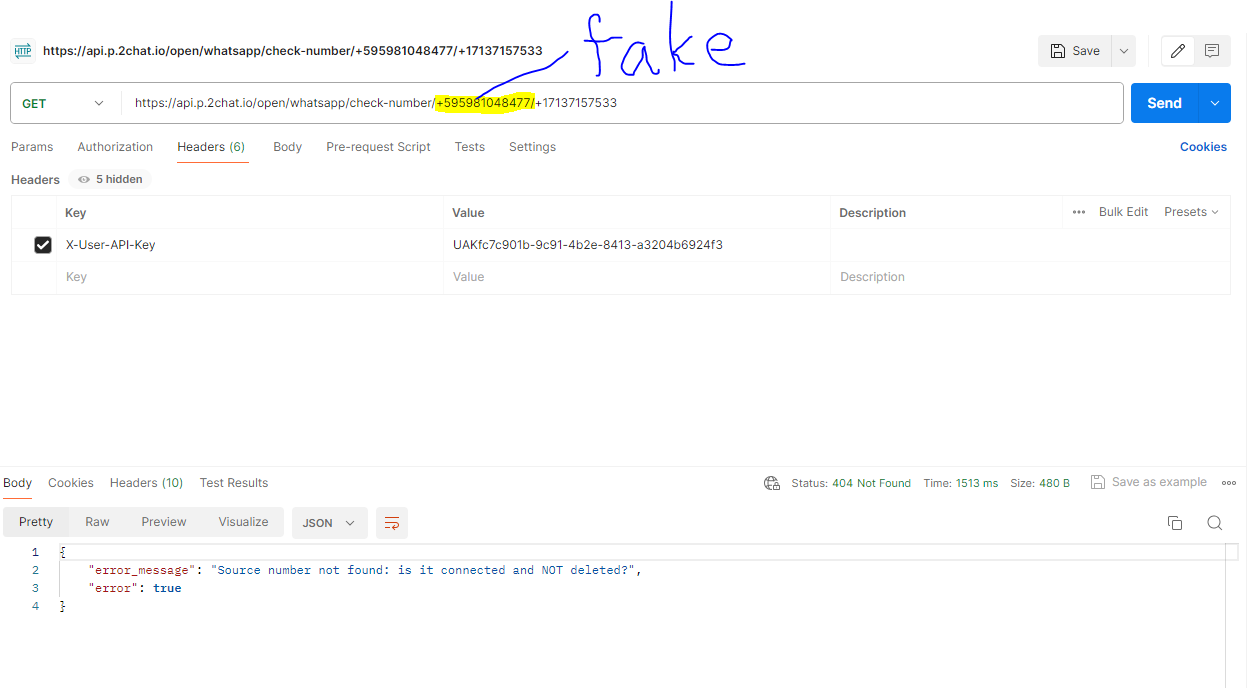 fake
HTTP https://api.p.2chat.io/open/whatsapp/check-number/+595981048477/+17137157533 Save
GET https://api.p.2chat.io/open/whatsapp/check-number/+595981048477/+17137157533 Send
Params Authorization Headers (6) Body Pre-request Script Tests Settings Cookies
Headers 5 hidden
Key Value Description ••• Bulk Edit Presets
X-User-API-Key UAKfc7c901b-9c91-4b2e-8413-a3204b6924f3
Key Value Description
Body Cookies Headers (10) Test Results Status: 404 Not Found Time: 1513 ms Size: 480 B Save as example
Pretty Raw Preview Visualize JSON
1 {
2 "error_message": "Source number not found: is it connected and NOT deleted?",
3 "error": true
4 }